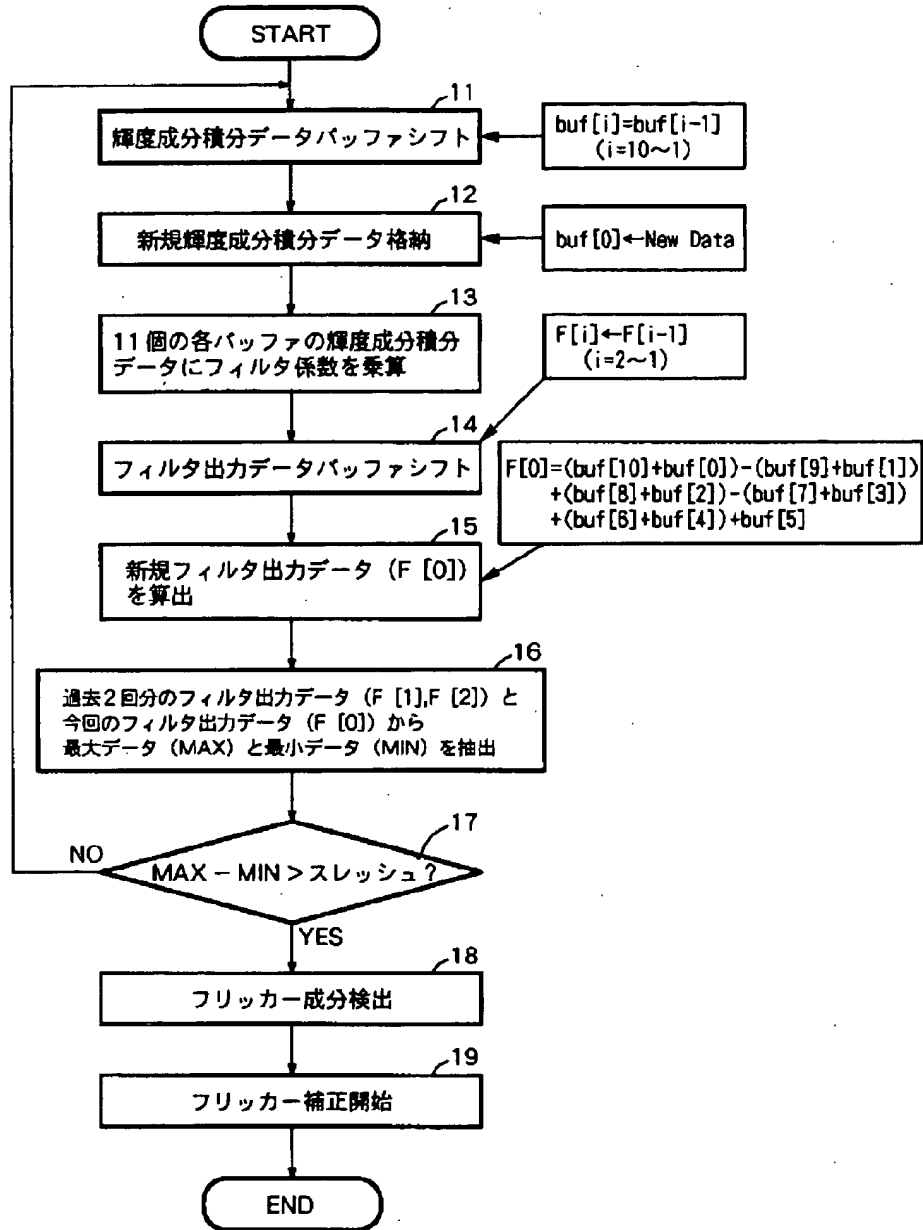 START
11
輝度成分積分データバッファシフト
buf[i]=buf[i-1]
(i=10~1)
12
新規輝度成分積分データ格納
buf[0]←New Data
13
11個の各バッファの輝度成分積分
データにフィルタ係数を乗算
F[i]←F[i-1]
(i=2~1)
14
フィルタ出力データバッファシフト
F[0]=(buf[10]+buf[0])-(buf[9]+buf[1])
+(buf[8]+buf[2])-(buf[7]+buf[3])
+(buf[6]+buf[4])+buf[5]
15
新規フィルタ出力データ(F [0])
を算出
16
過去2回分のフィルタ出力データ(F [1],F [2])と
今回のフィルタ出力データ(F [0])から
最大データ(MAX)と最小データ(MIN)を抽出
17
NO
MAX-MIN>スレッシュ?
YES
18
フリッカー成分検出
19
フリッカー補正開始
END